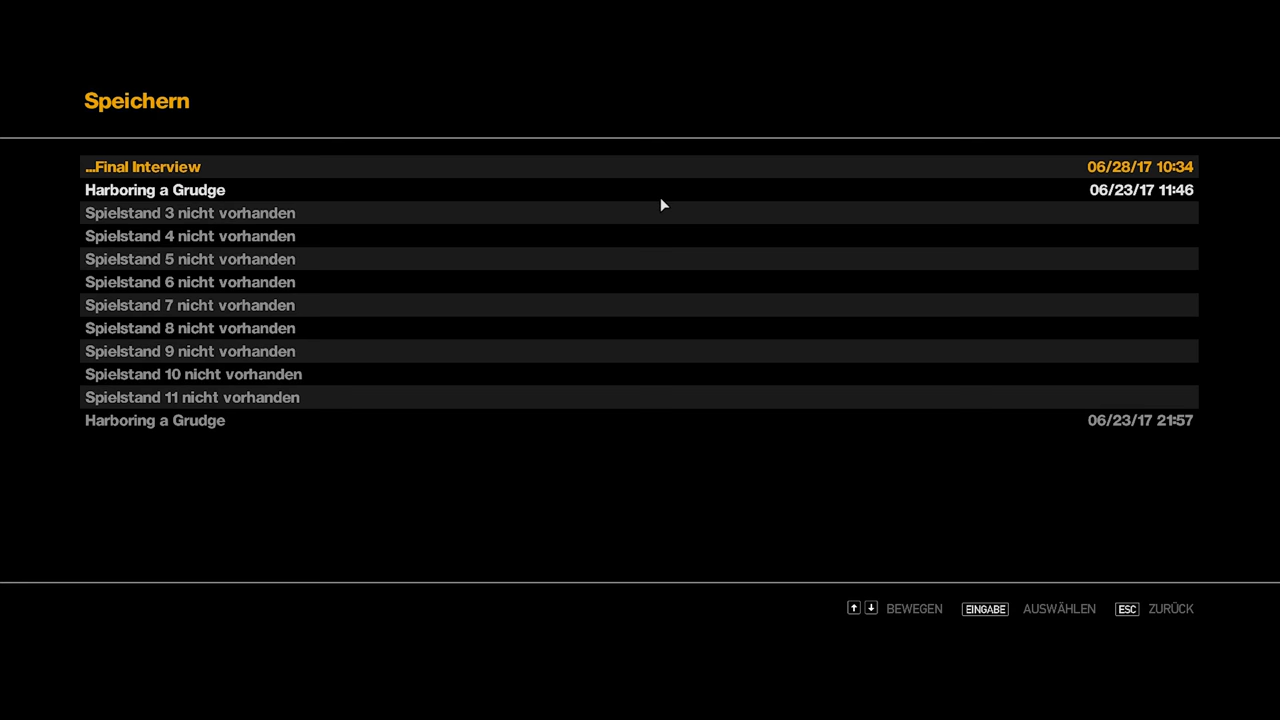 Speichern
...Final Interview 06/28/17 10:34
Harboring a Grudge 06/23/17 11:46
Spielstand 3 nicht vorhanden
Spielstand 4 nicht vorhanden
Spielstand 5 nicht vorhanden
Spielstand 6 nicht vorhanden
Spielstand 7 nicht vorhanden
Spielstand 8 nicht vorhanden
Spielstand 9 nicht vorhanden
Spielstand 10 nicht vorhanden
Spielstand 11 nicht vorhanden
Harboring a Grudge 06/23/17 21:57
↑ ↓ BEWEGEN EINGABE AUSWÄHLEN ESC ZURÜCK